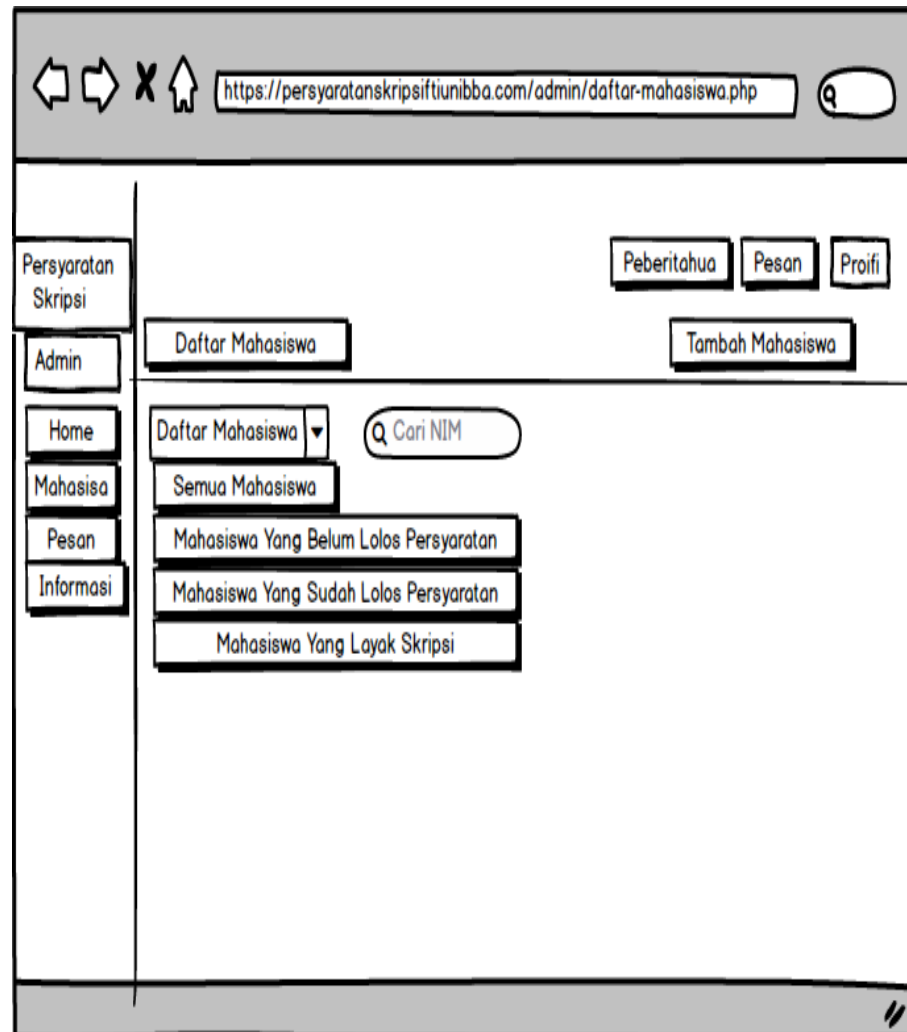 https://persyaratanskripsiftiunibba.com/admin/daftar-mahasiswa.php
Persyaratan
Skripsi
Peberitahua
Pesan
Proifi
Admin
Daftar Mahasiswa
Tambah Mahasiswa
Home
Daftar Mahasiswa
Cari NIM
Mahasisa
Semua Mahasiswa
Pesan
Mahasiswa Yang Belum Lolos Persyaratan
Informasi
Mahasiswa Yang Sudah Lolos Persyaratan
Mahasiswa Yang Layak Skripsi